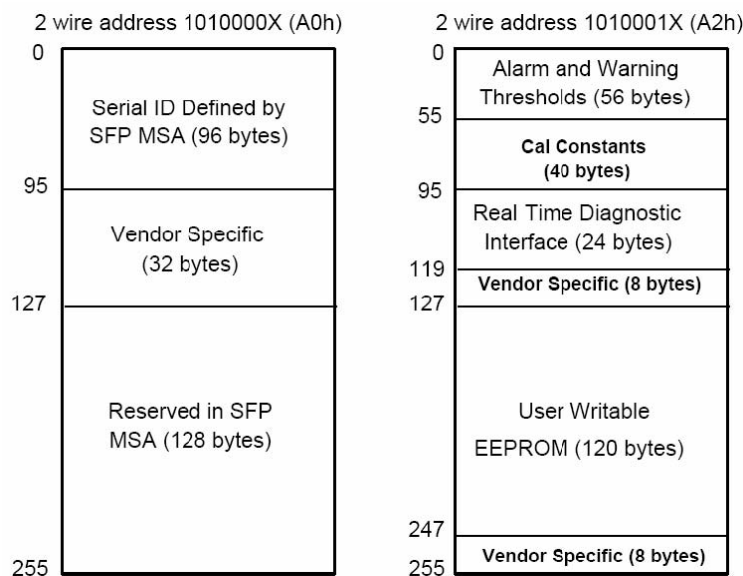 2 wire address 1010000X (A0h)
0
Serial ID Defined by
SFP MSA (96 bytes)
95
Vendor Specific
(32 bytes)
127
Reserved in SFP
MSA (128 bytes)
255
2 wire address 1010001X (A2h)
0
Alarm and Warning
Thresholds (56 bytes)
55
Cal Constants
(40 bytes)
95
Real Time Diagnostic
Interface (24 bytes)
119
Vendor Specific (8 bytes)
127
User Writable
EEPROM (120 bytes)
247
Vendor Specific (8 bytes)
255